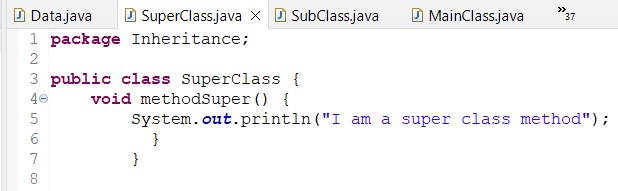 Data.java SuperClass.java SubClass.java MainClass.java »37
1 package Inheritance;
2
3 public class SuperClass {
4 void methodSuper() {
5 System.out.println("I am a super class method");
6 }
7 }
8